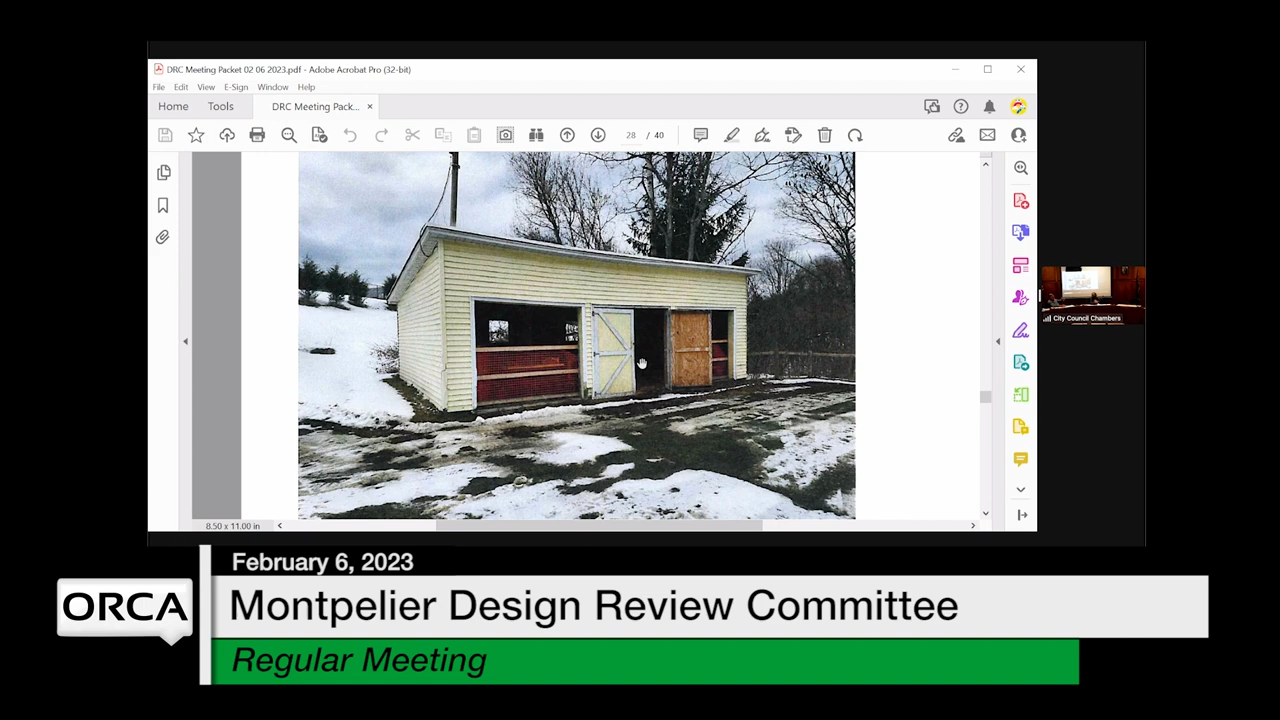 DRC Meeting Packet 02 06 2023.pdf - Adobe Acrobat Pro (32-bit)
File Edit View E-Sign Window Help
Home Tools DRC Meeting Pack... ×
28 / 40
City Council Chambers
8.50 x 11.00 in
February 6, 2023
ORCA
Montpelier Design Review Committee
Regular Meeting